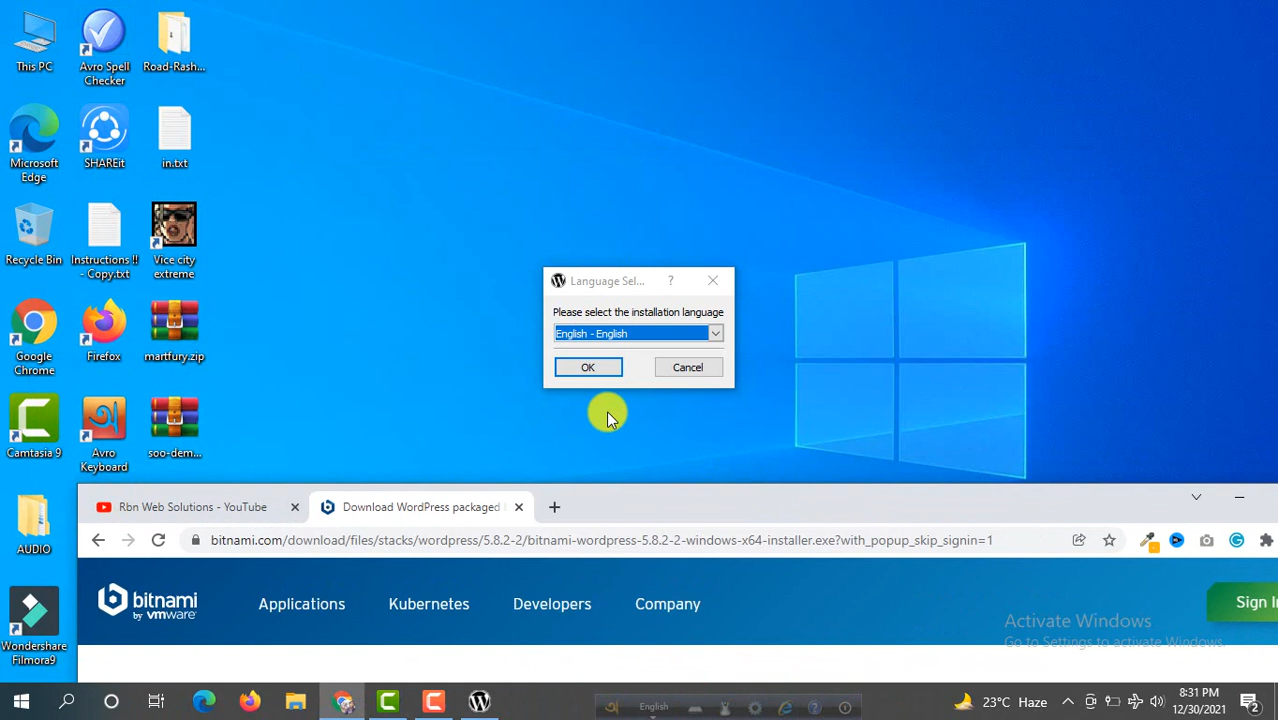 This PC
Avro Spell
Checker
Road-Rash...
Microsoft
Edge
SHAREit
in.txt
Recycle Bin
Instructions !!
- Copy.txt
Vice city
extreme
Google
Chrome
Firefox
martfury.zip
Camtasia 9
Avro
Keyboard
soo-dem...
AUDIO
Wondershare
Filmora9
Language Sel...
?
Please select the installation language
English - English
OK
Cancel
Rbn Web Solutions - YouTube
Download WordPress packaged
bitnami.com/download/files/stacks/wordpress/5.8.2-2/bitnami-wordpress-5.8.2-2-windows-x64-installer.exe?with_popup_skip_signin=1
bitnami
by vmware
Applications
Kubernetes
Developers
Company
Sign I
Activate Windows
Go to Settings to activate Windows.
English
23°C Haze
8:31 PM
12/30/2021
2